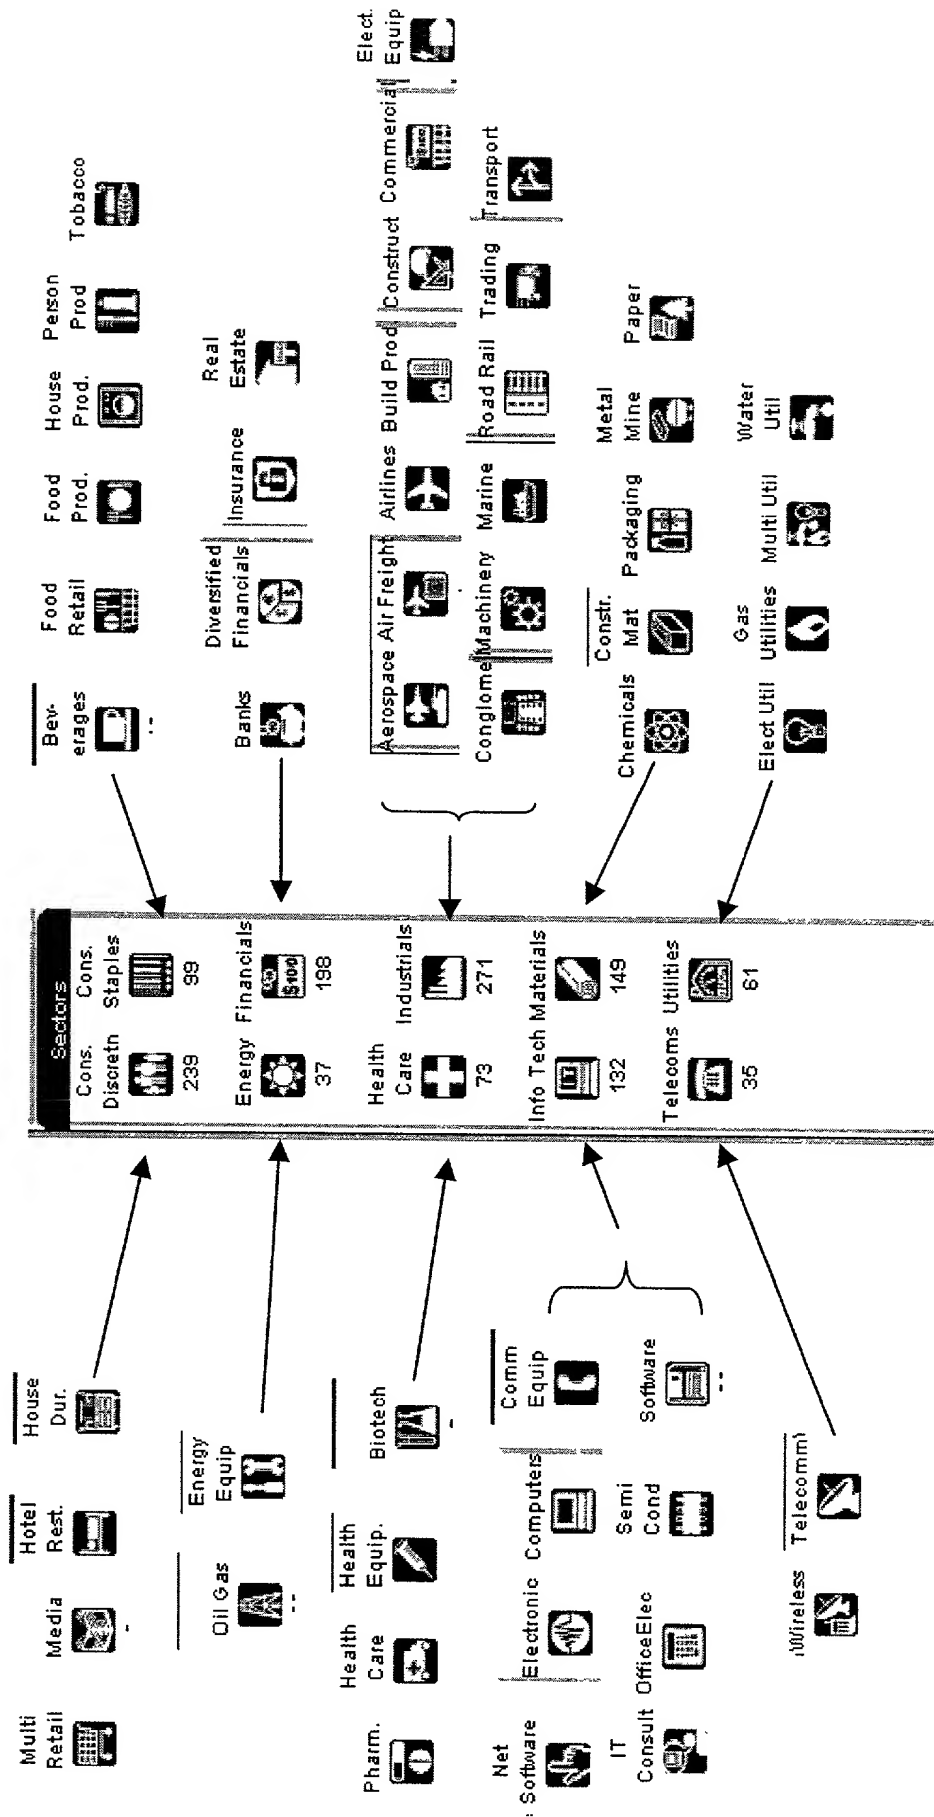 Multi
Retail
Media
Hotel
Rest.
House
Dur.
Oil Gas
Energy
Equip
Pharm.
Health
Care
Health
Equip.
Biotech
Net
Software
Electronic
Computers
Comm
Equip
IT
Consult
OfficeElec
Semi
Cond
Software
Wireless
Telecomm
Sectors
Cons.
Discretn
239
Cons.
Staples
99
Energy
37
Financials
198
Health
Care
73
Industrials
271
Info Tech
132
Materials
149
Telecoms
35
Utilities
61
Bev-
erages
Food
Retail
Food
Prod.
House
Prod.
Person
Prod
Tobacco
Banks
Diversified
Financials
Insurance
Real
Estate
Aerospace
Air Freight
Airlines
Build Prod
Construct
Commercial
Elect.
Equip
Conglome
Machinery
Marine
Road Rail
Trading
Transport
Chemicals
Constr.
Mat
Packaging
Metal
Mine
Paper
Elect Util
Gas
Utilities
Multi Util
Water
Util